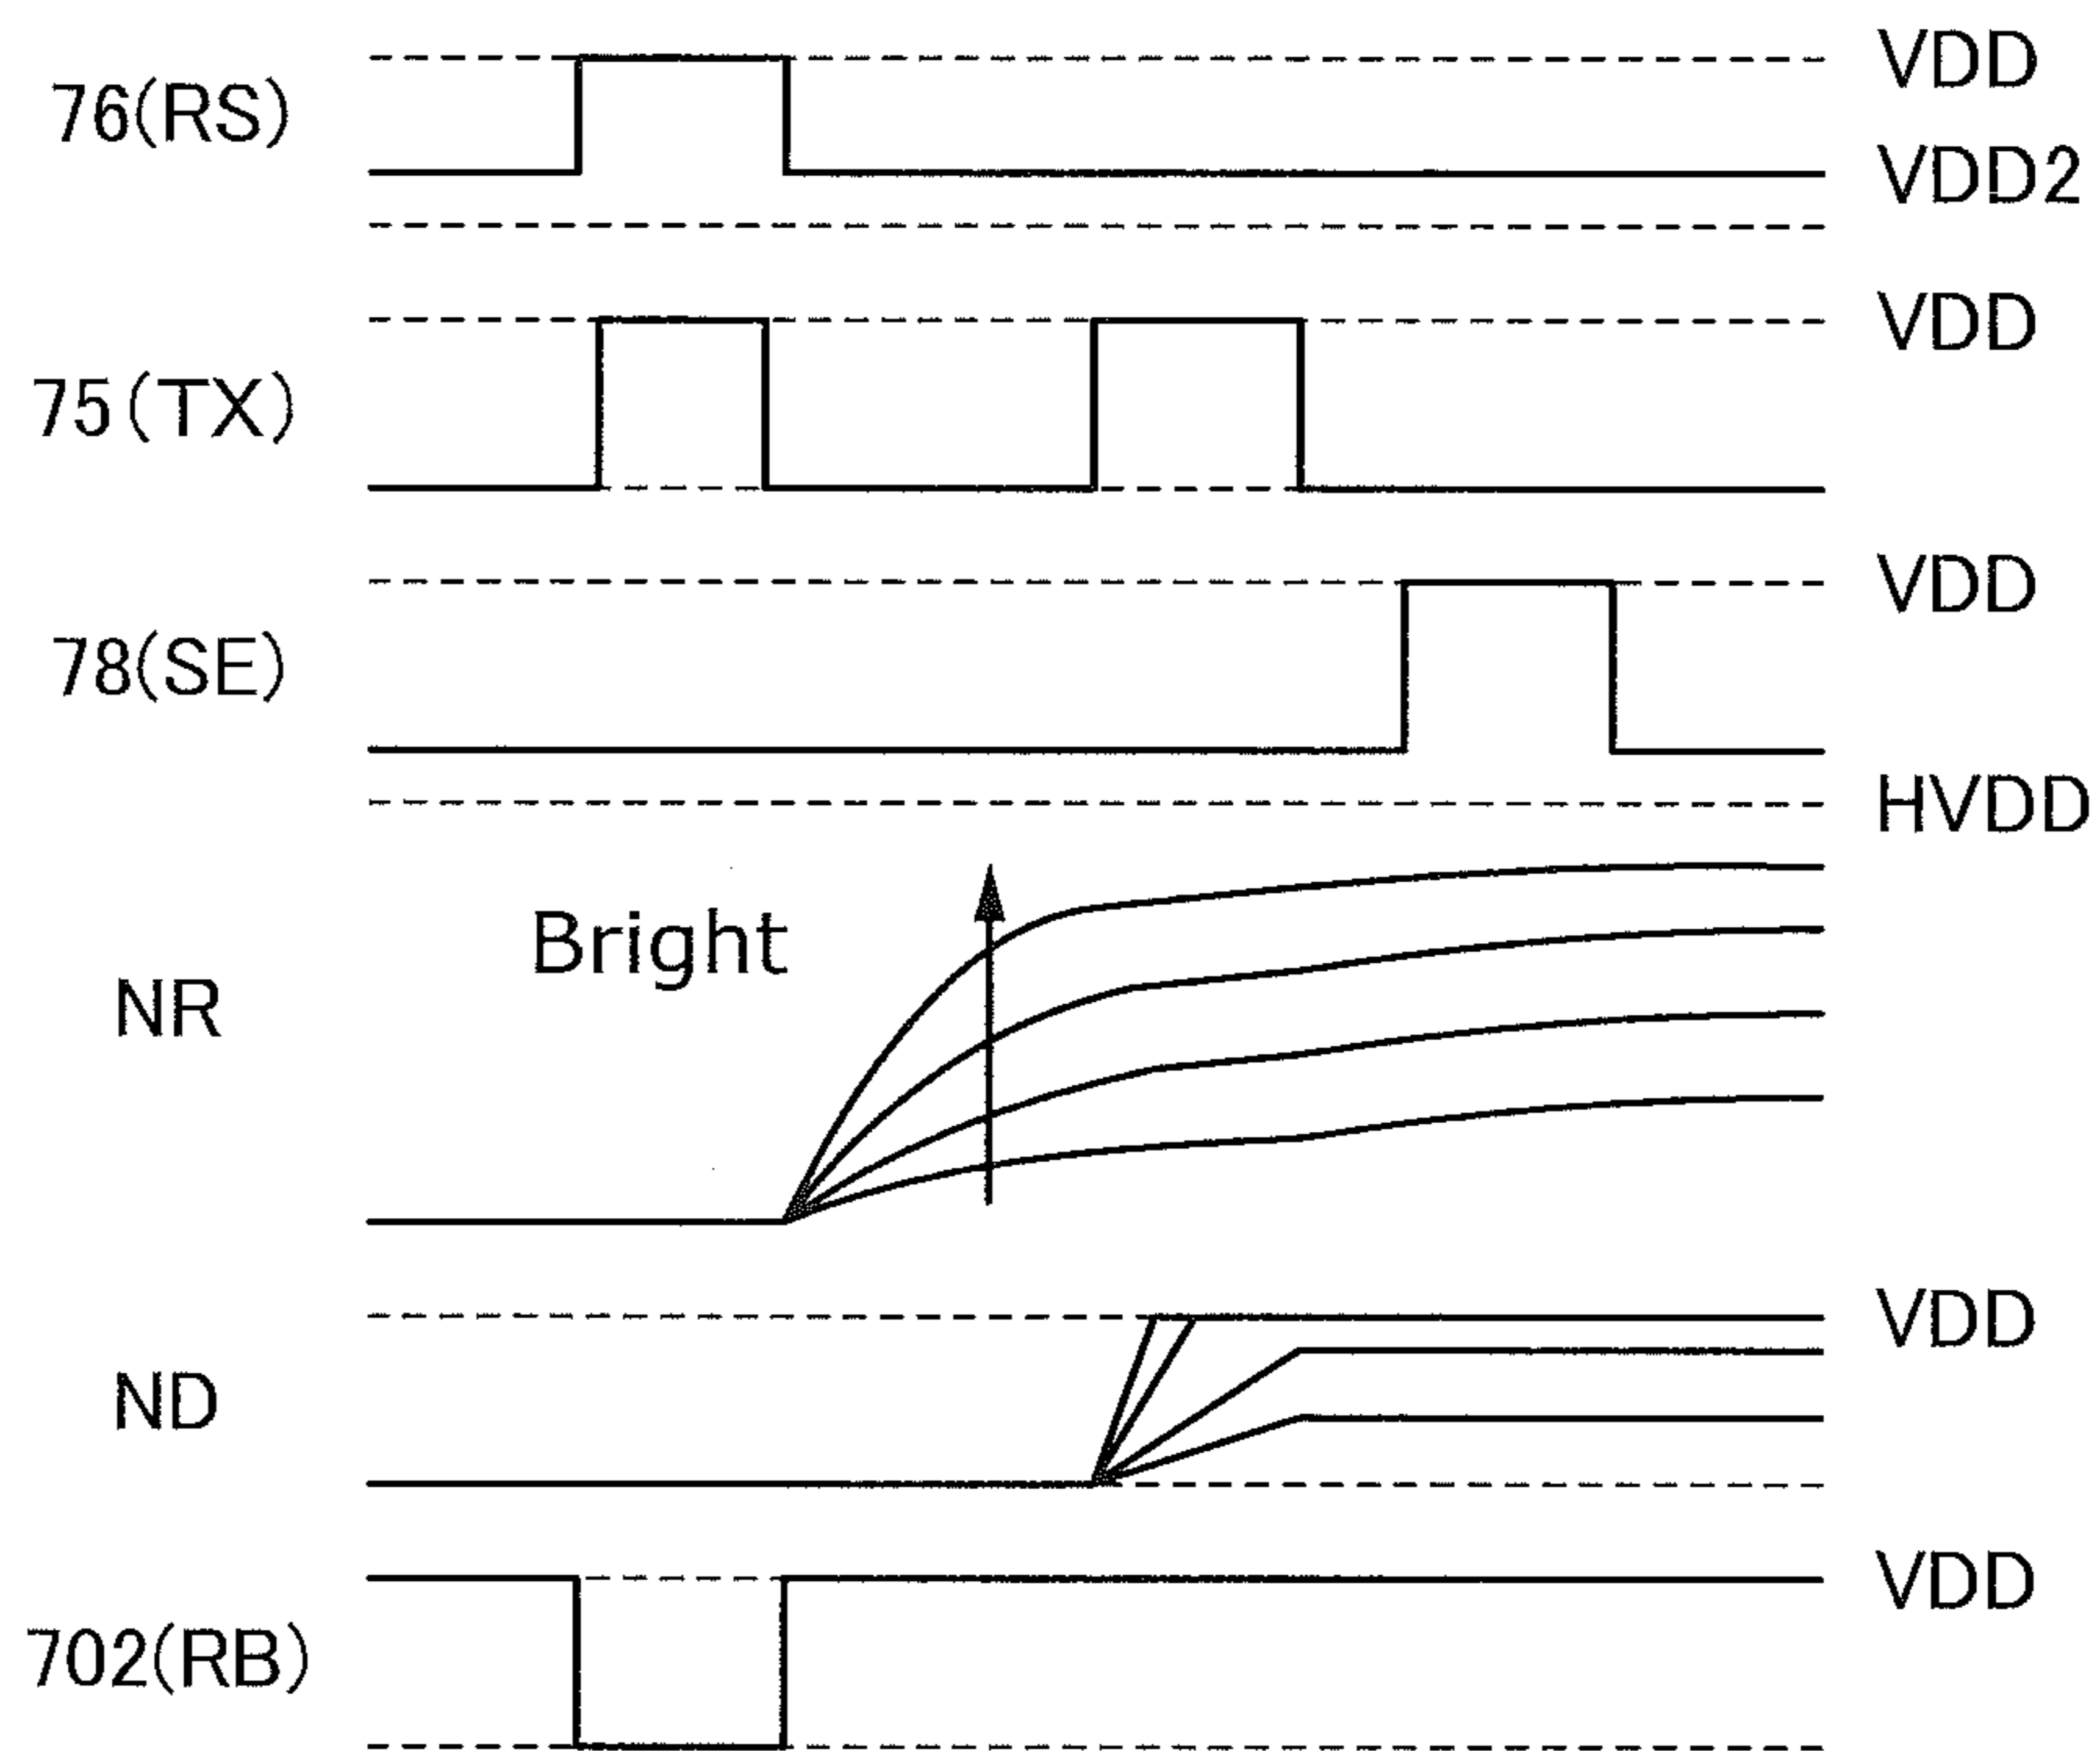 VDD
76(RS)
VDD2
VDD
75(TX)
VDD
78(SE)
HVDD
Bright
NR
VDD
ND
VDD
702(RB)